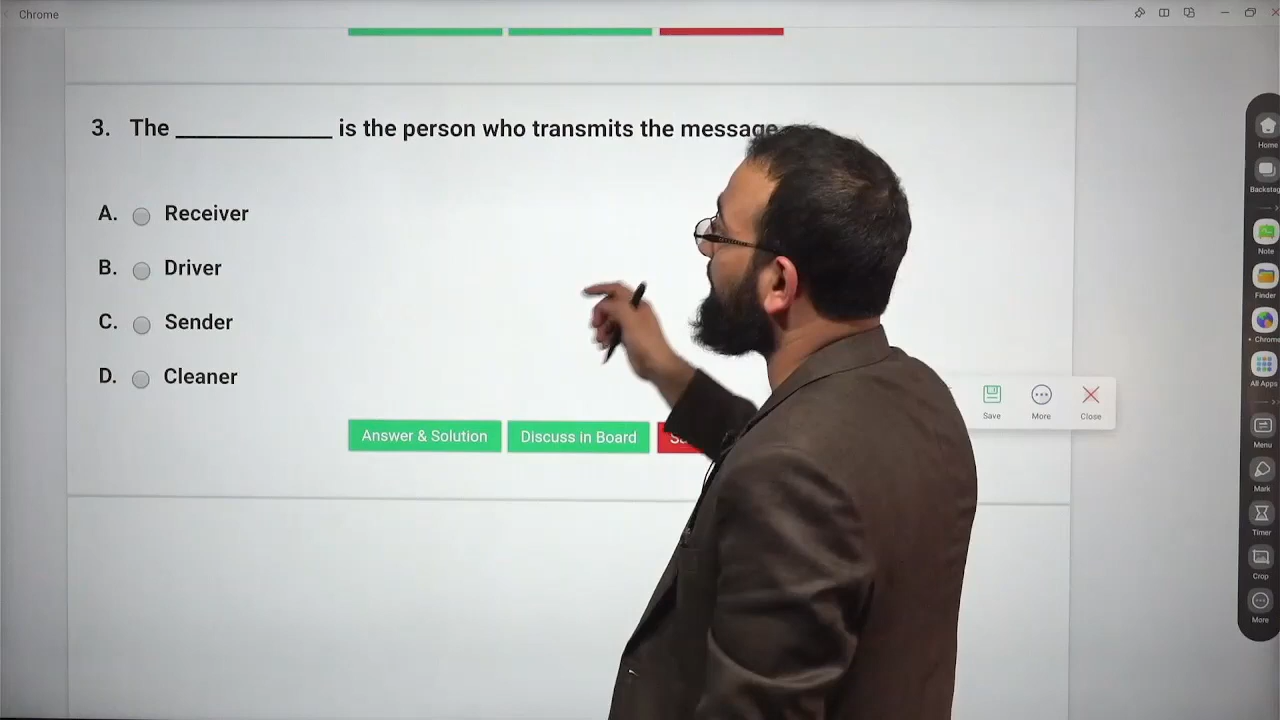 Chrome
3. The ____________ is the person who transmits the message
A. Receiver
B. Driver
C. Sender
D. Cleaner
Answer & Solution
Discuss in Board
Save
More
Close
Home
Note
Finder
Chrome
All Apps
Menu
Mark
Timer
Crop
More